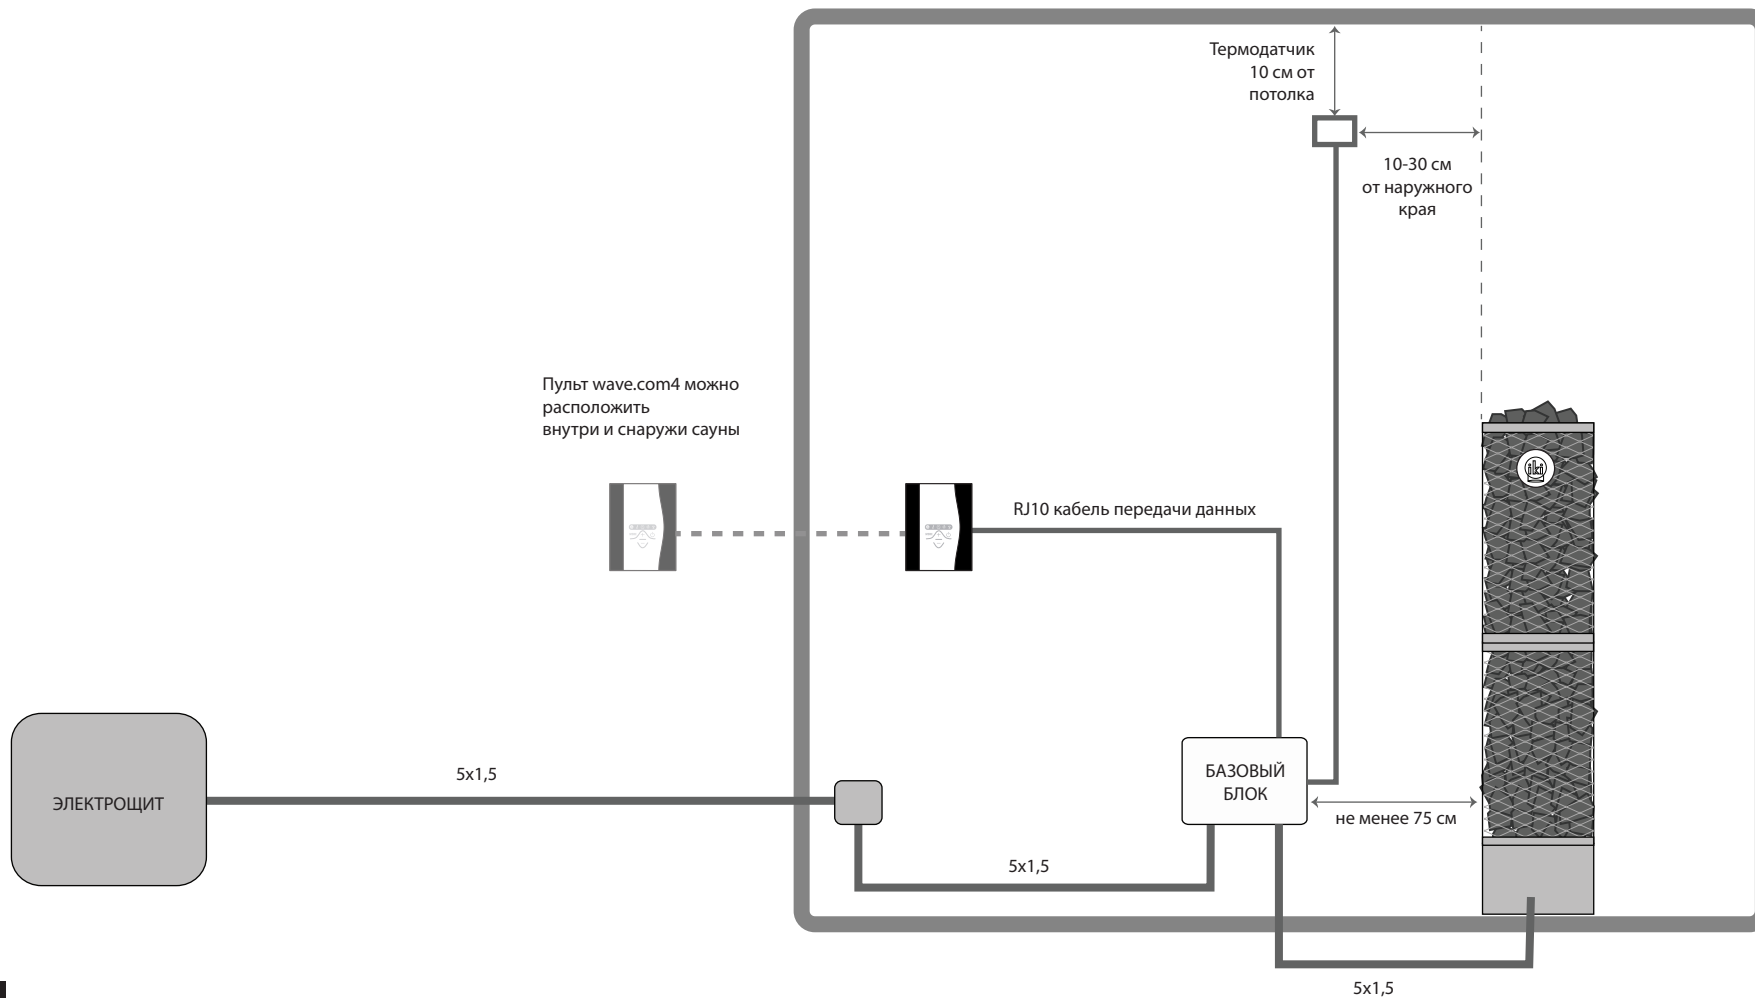 Термодатчик
10 см от
потолка
10-30 см
от наружного
края
Пульт wave.com4 можно
расположить
внутри и снаружи сауны
iki
RJ10 кабель передачи данных
5x1,5
ЭЛЕКТРОЩИТ
БАЗОВЫЙ
БЛОК
не менее 75 см
5x1,5
5x1,5